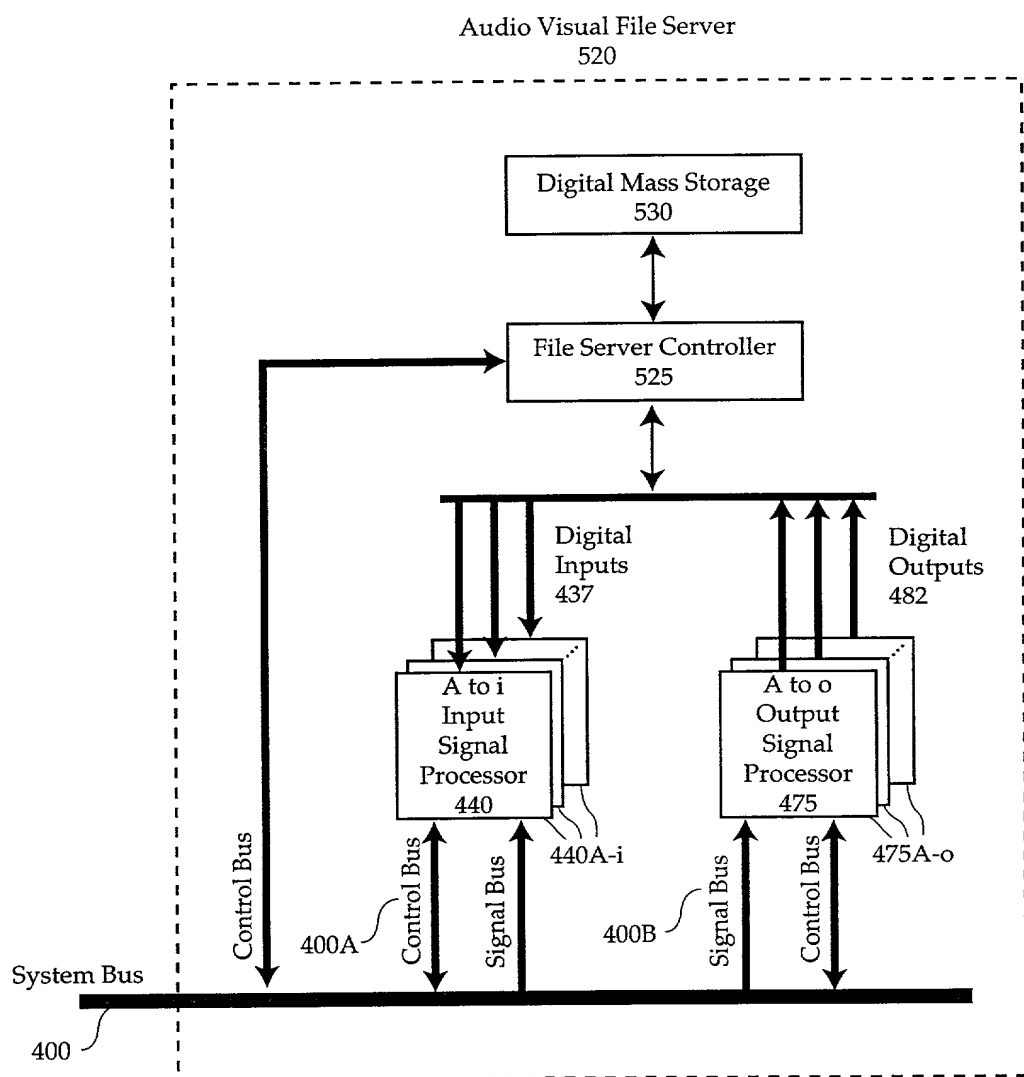 Audio Visual File Server
520
Digital Mass Storage
530
File Server Controller
525
Digital
Inputs
437
Digital
Outputs
482
A to i
Input
Signal
Processor
440
A to o
Output
Signal
Processor
475
440A-i
475A-o
Control Bus
400A
Control Bus
Signal Bus
400B
Signal Bus
Control Bus
System Bus
400